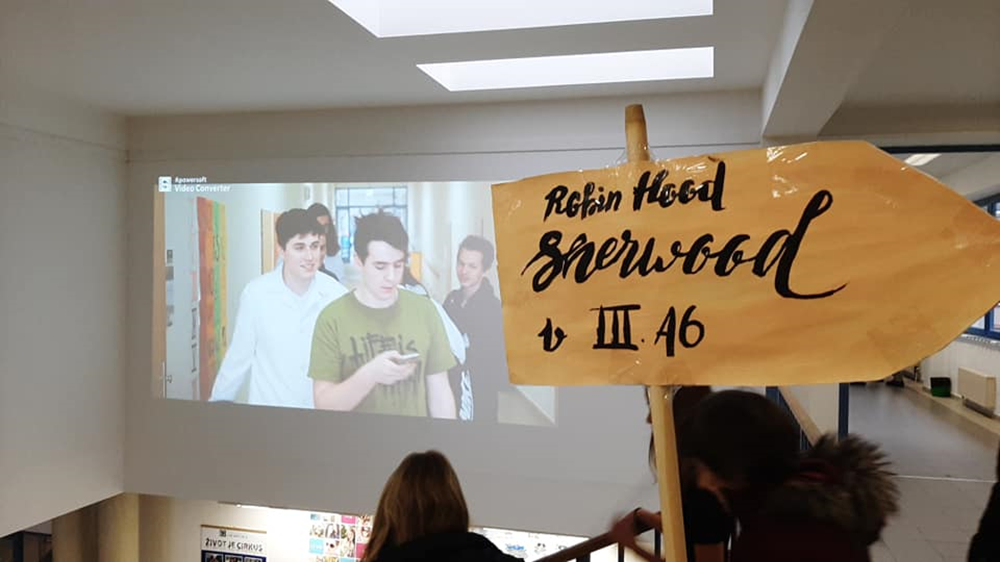 Apowersoft
Video Converter
Robin Hood
Sherwood
v III. A6
ŽIVOT JE CIRKUS